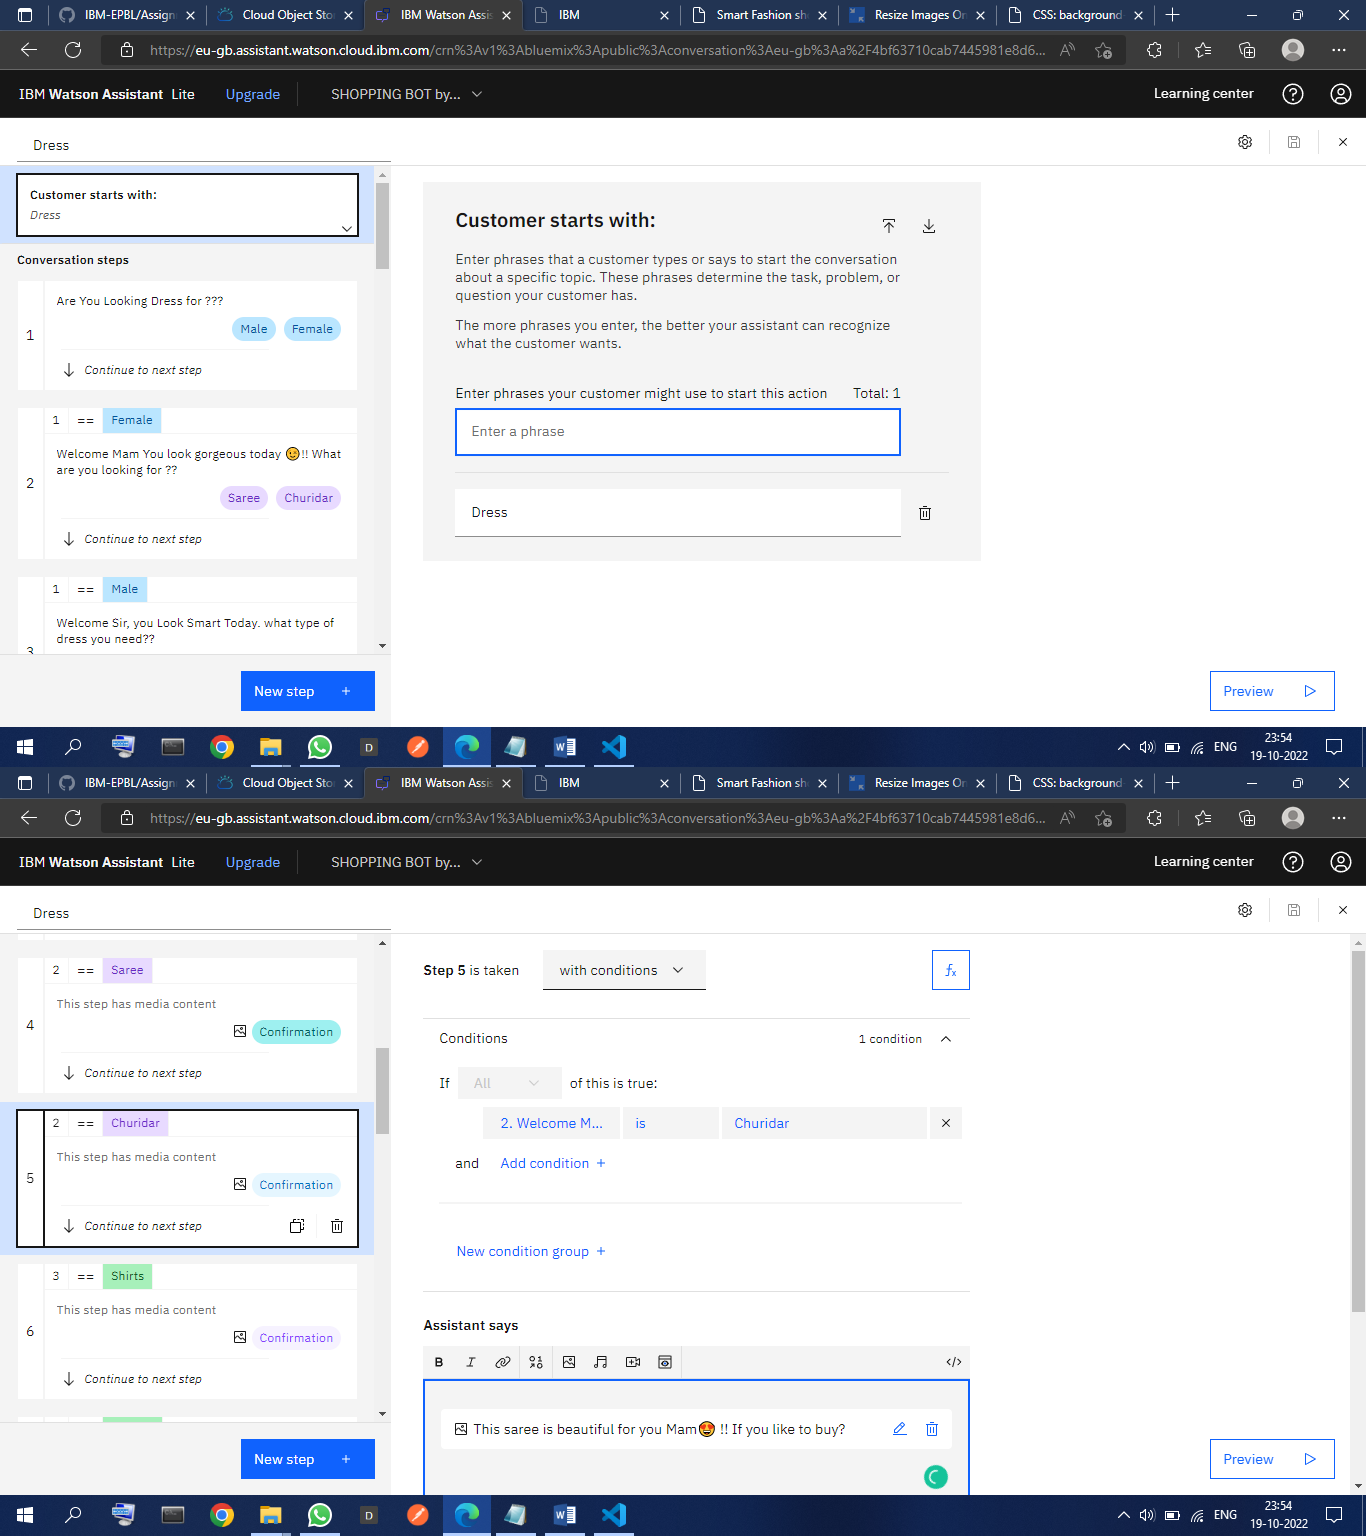 IBM-EPBL/Assign
Cloud Object Sto
IBM Watson Assis
IBM
Smart Fashion sh
Resize Images On
CSS: background-
https://eu-gb.assistant.watson.cloud.ibm.com/crn%3Av1%3Abluemix%3Apublic%3Aconversation%3Aeu-gb%3Aa%2F4bf63710cab7445981e8d6...
IBM Watson Assistant Lite
Upgrade
SHOPPING BOT by...
Learning center
Dress
Customer starts with:
Dress
Conversation steps
1
Are You Looking Dress for ???
Male Female
Continue to next step
1 == Female
2
Welcome Mam You look gorgeous today 😉!! What
are you looking for ??
Saree Churidar
Continue to next step
1 == Male
3
Welcome Sir, you Look Smart Today. what type of
dress you need??
New step +
Customer starts with:
Enter phrases that a customer types or says to start the conversation
about a specific topic. These phrases determine the task, problem, or
question your customer has.
The more phrases you enter, the better your assistant can recognize
what the customer wants.
Enter phrases your customer might use to start this action Total: 1
Enter a phrase
Dress
Preview
D
ENG
23:54
19-10-2022
IBM-EPBL/Assign
Cloud Object Sto
IBM Watson Assis
IBM
Smart Fashion sh
Resize Images On
CSS: background-
https://eu-gb.assistant.watson.cloud.ibm.com/crn%3Av1%3Abluemix%3Apublic%3Aconversation%3Aeu-gb%3Aa%2F4bf63710cab7445981e8d6...
IBM Watson Assistant Lite
Upgrade
SHOPPING BOT by...
Learning center
Dress
2 == Saree
4
This step has media content
Confirmation
Continue to next step
2 == Churidar
5
This step has media content
Confirmation
Continue to next step
3 == Shirts
6
This step has media content
Confirmation
Continue to next step
New step +
Step 5 is taken with conditions
fx
Conditions
1 condition
If All of this is true:
2. Welcome M... is Churidar
and Add condition +
New condition group +
Assistant says
B I </>
This saree is beautiful for you Mam🤩 !! If you like to buy?
Preview
D
ENG
23:54
19-10-2022